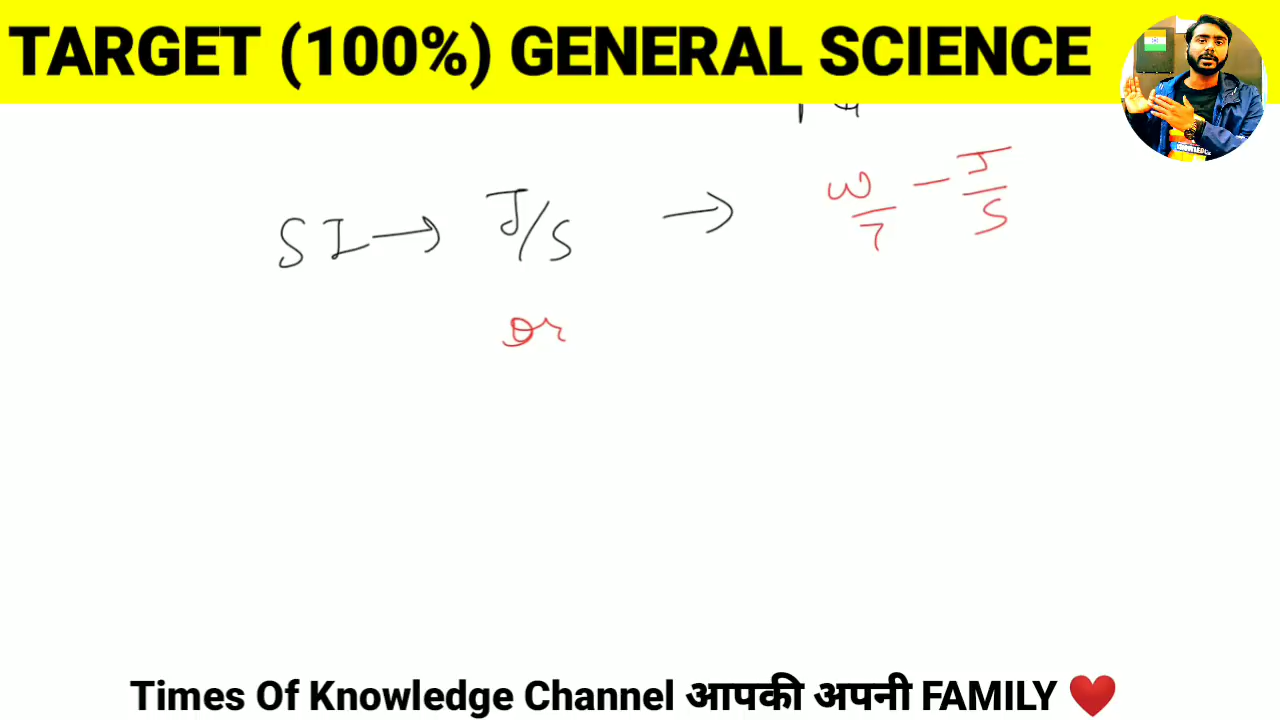 TARGET (100%) GENERAL SCIENCE
SI → J/S → W/T - J/S
or
Times Of Knowledge Channel आपकी अपनी FAMILY ❤️